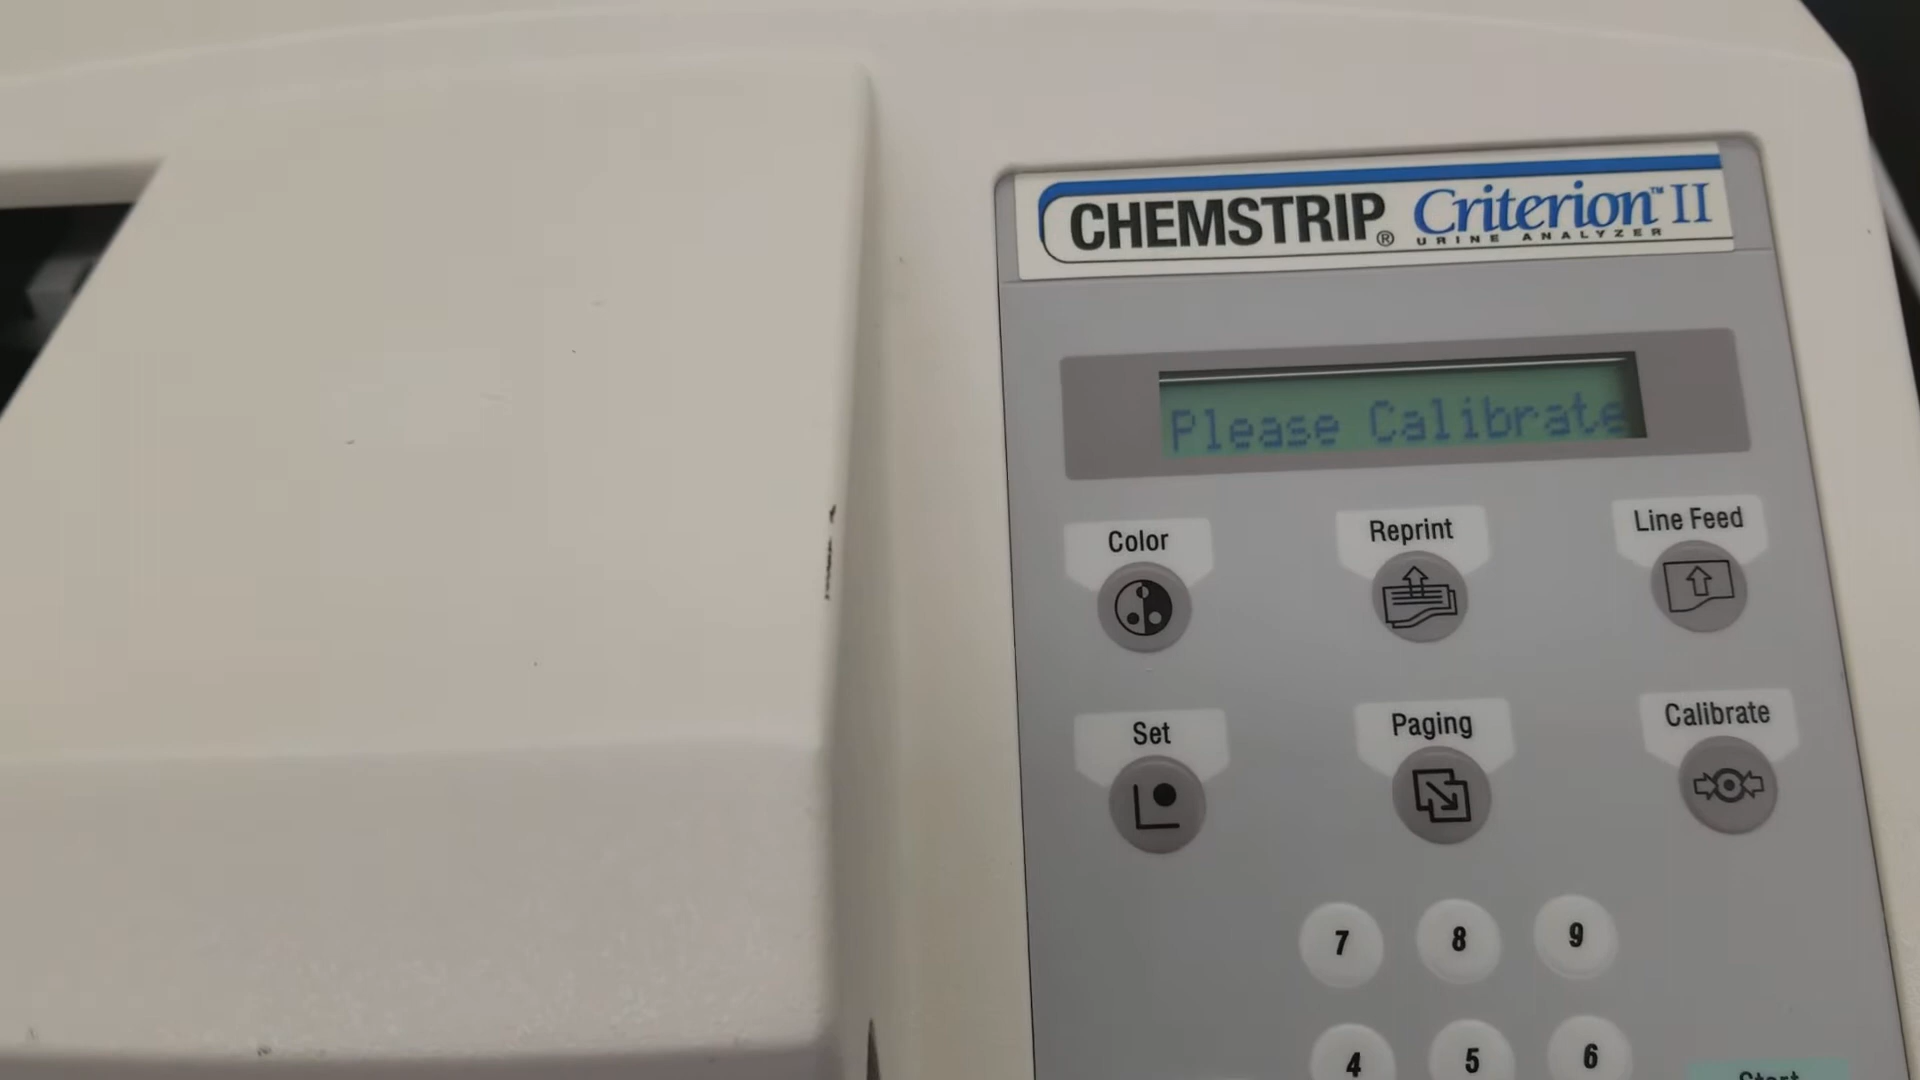 CHEMSTRIP® Criterion™ II
URINE ANALYZER
Please Calibrate
Color
Reprint
Line Feed
Set
Paging
Calibrate
7 8 9
4 5 6
Start